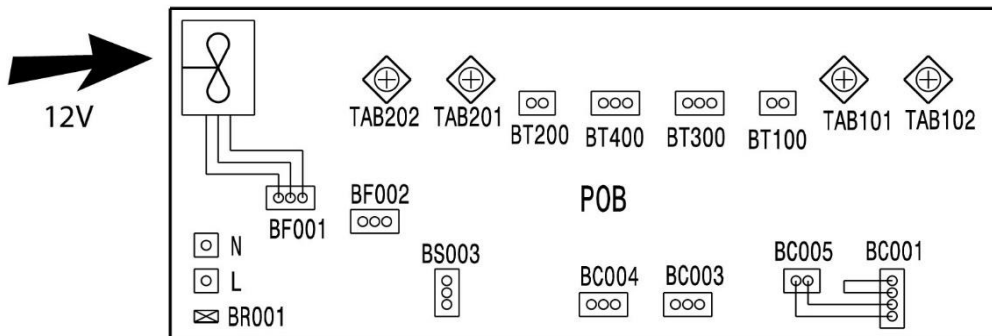 12V
TAB202
TAB201
BT200
BT400
BT300
BT100
TAB101
TAB102
BF001
BF002
POB
N
L
BR001
BS003
BC004
BC003
BC005
BC001